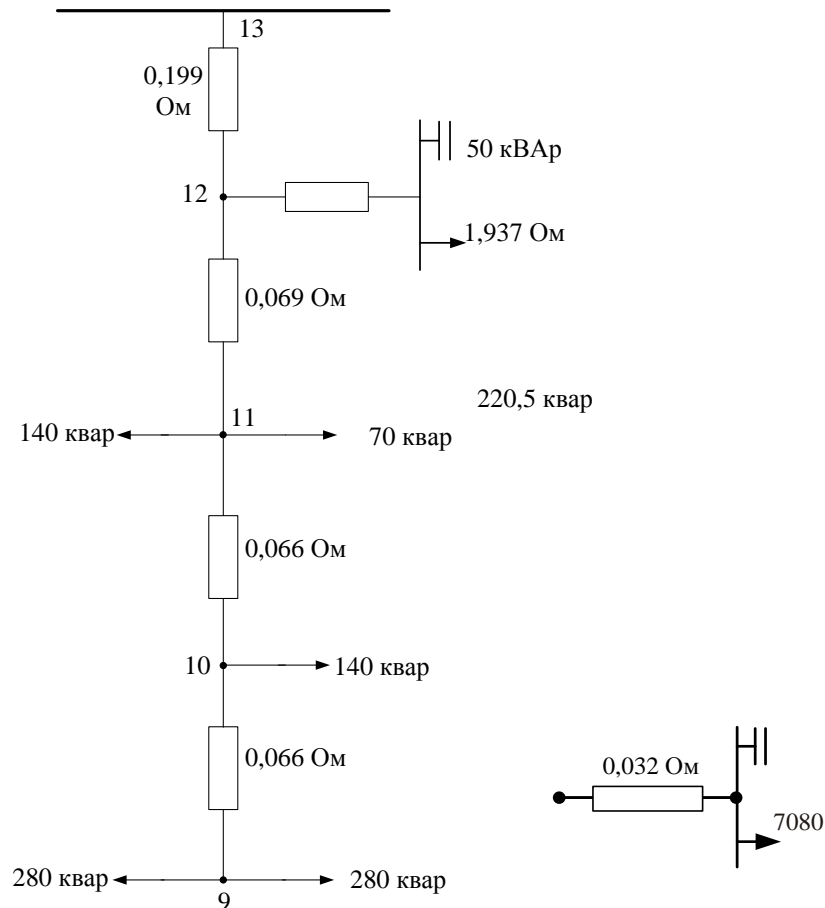 13
0,199
Ом
50 кВАр
12
1,937 Ом
0,069 Ом
220,5 квар
11
140 квар
70 квар
0,066 Ом
10
140 квар
0,066 Ом
0,032 Ом
7080
280 квар
280 квар
9